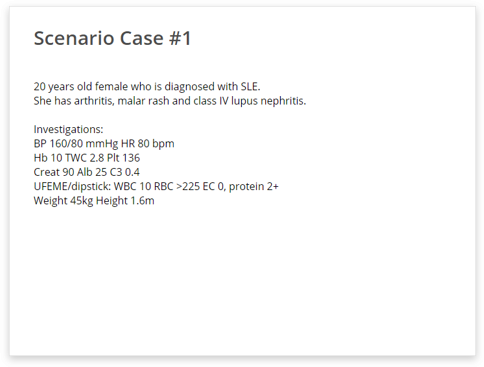 Scenario Case #1
20 years old female who is diagnosed with SLE.
She has arthritis, malar rash and class IV lupus nephritis.
Investigations:
BP 160/80 mmHg HR 80 bpm
Hb 10 TWC 2.8 Plt 136
Creat 90 Alb 25 C3 0.4
UFEME/dipstick: WBC 10 RBC >225 EC 0, protein 2+
Weight 45kg Height 1.6m